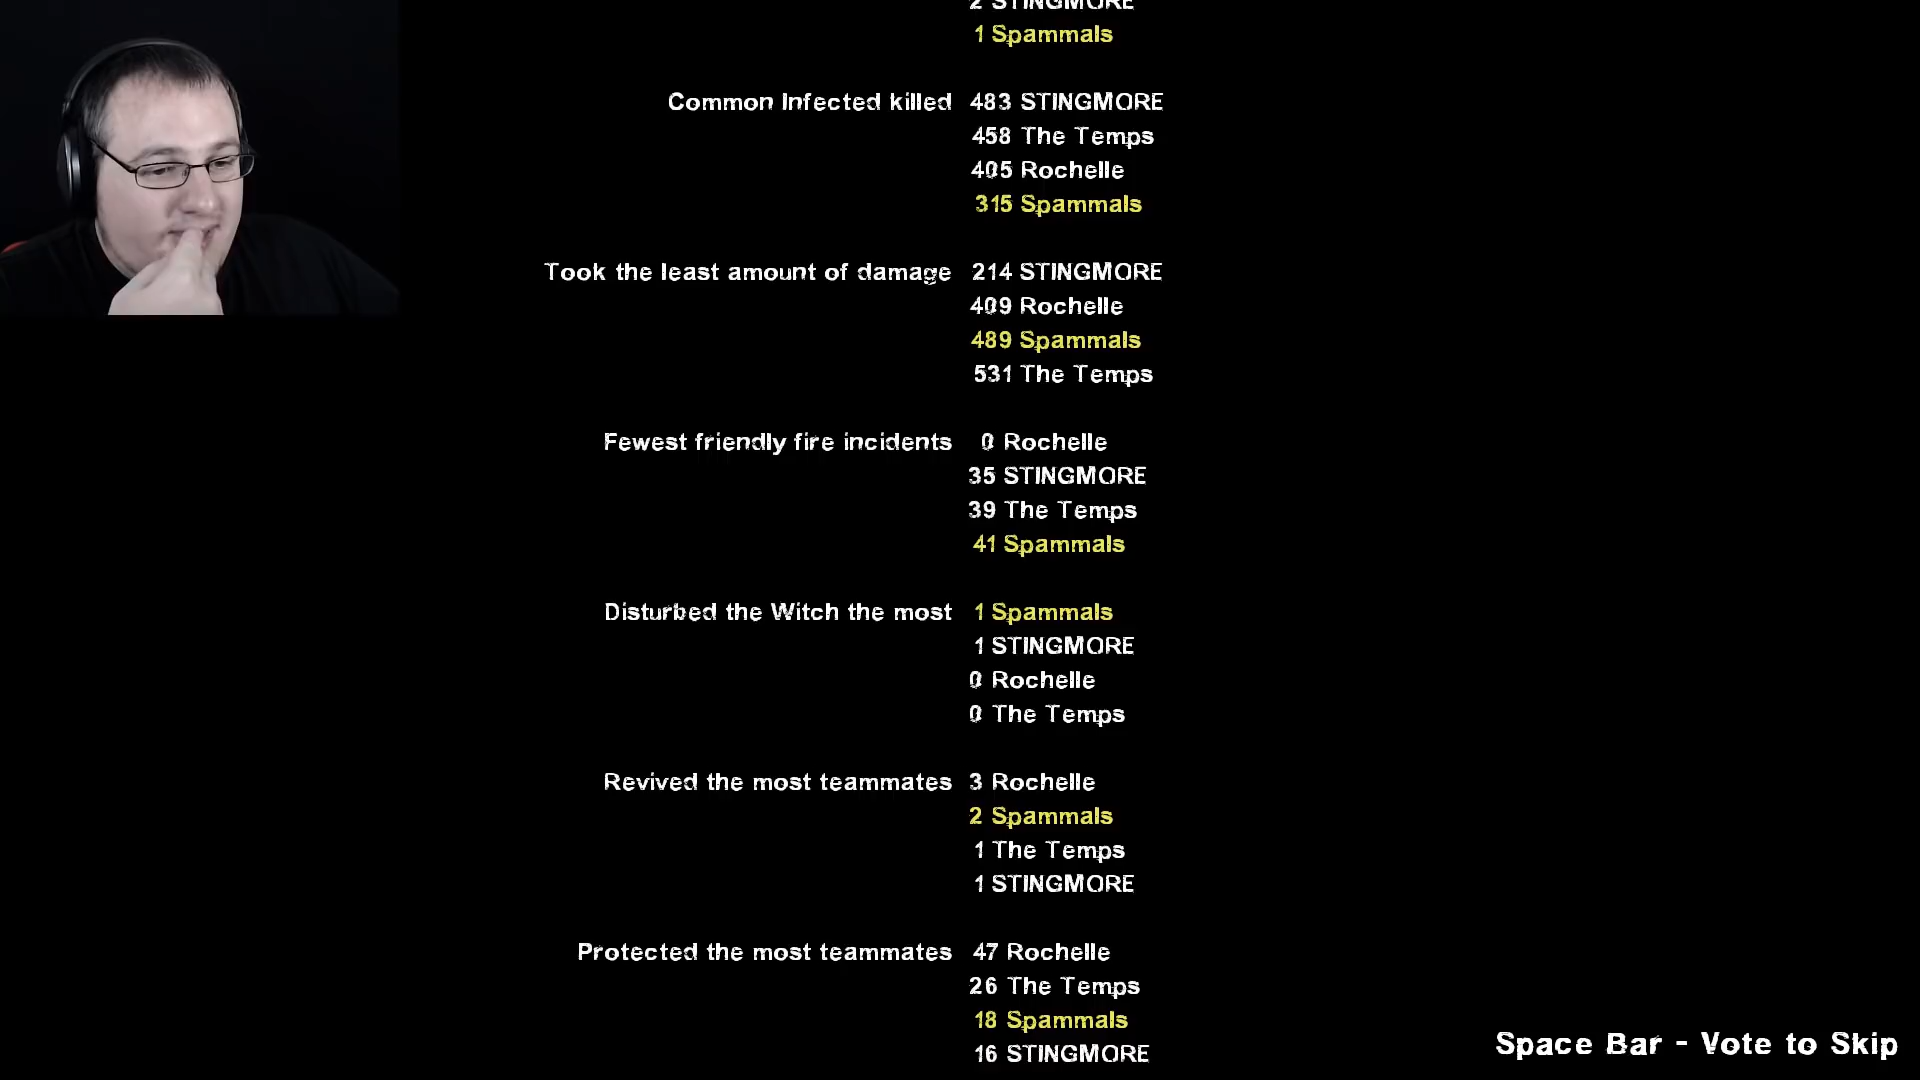 2 STINGMORE
1 Spammals
Common Infected killed 483 STINGMORE
458 The Temps
405 Rochelle
315 Spammals
Took the least amount of damage 214 STINGMORE
409 Rochelle
489 Spammals
531 The Temps
Fewest friendly fire incidents 0 Rochelle
35 STINGMORE
39 The Temps
41 Spammals
Disturbed the Witch the most 1 Spammals
1 STINGMORE
0 Rochelle
0 The Temps
Revived the most teammates 3 Rochelle
2 Spammals
1 The Temps
1 STINGMORE
Protected the most teammates 47 Rochelle
26 The Temps
18 Spammals
16 STINGMORE
Space Bar - Vote to Skip